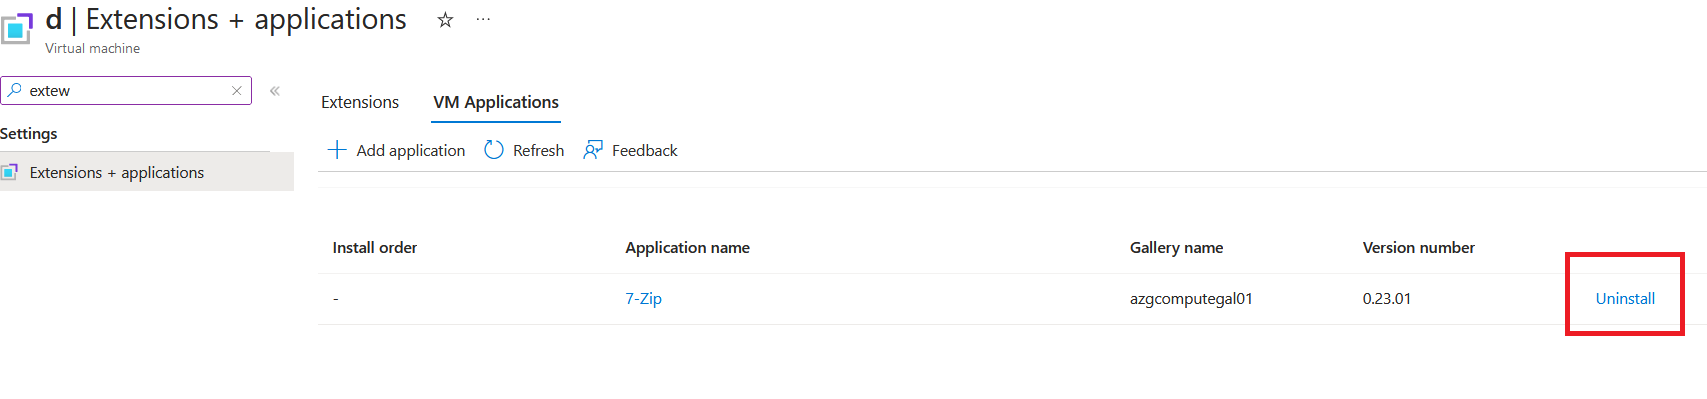 d | Extensions + applications
Virtual machine
extew
Settings
Extensions + applications
Extensions VM Applications
Add application Refresh Feedback
Install order Application name Gallery name Version number
- 7-Zip azgcomputegal01 0.23.01 Uninstall